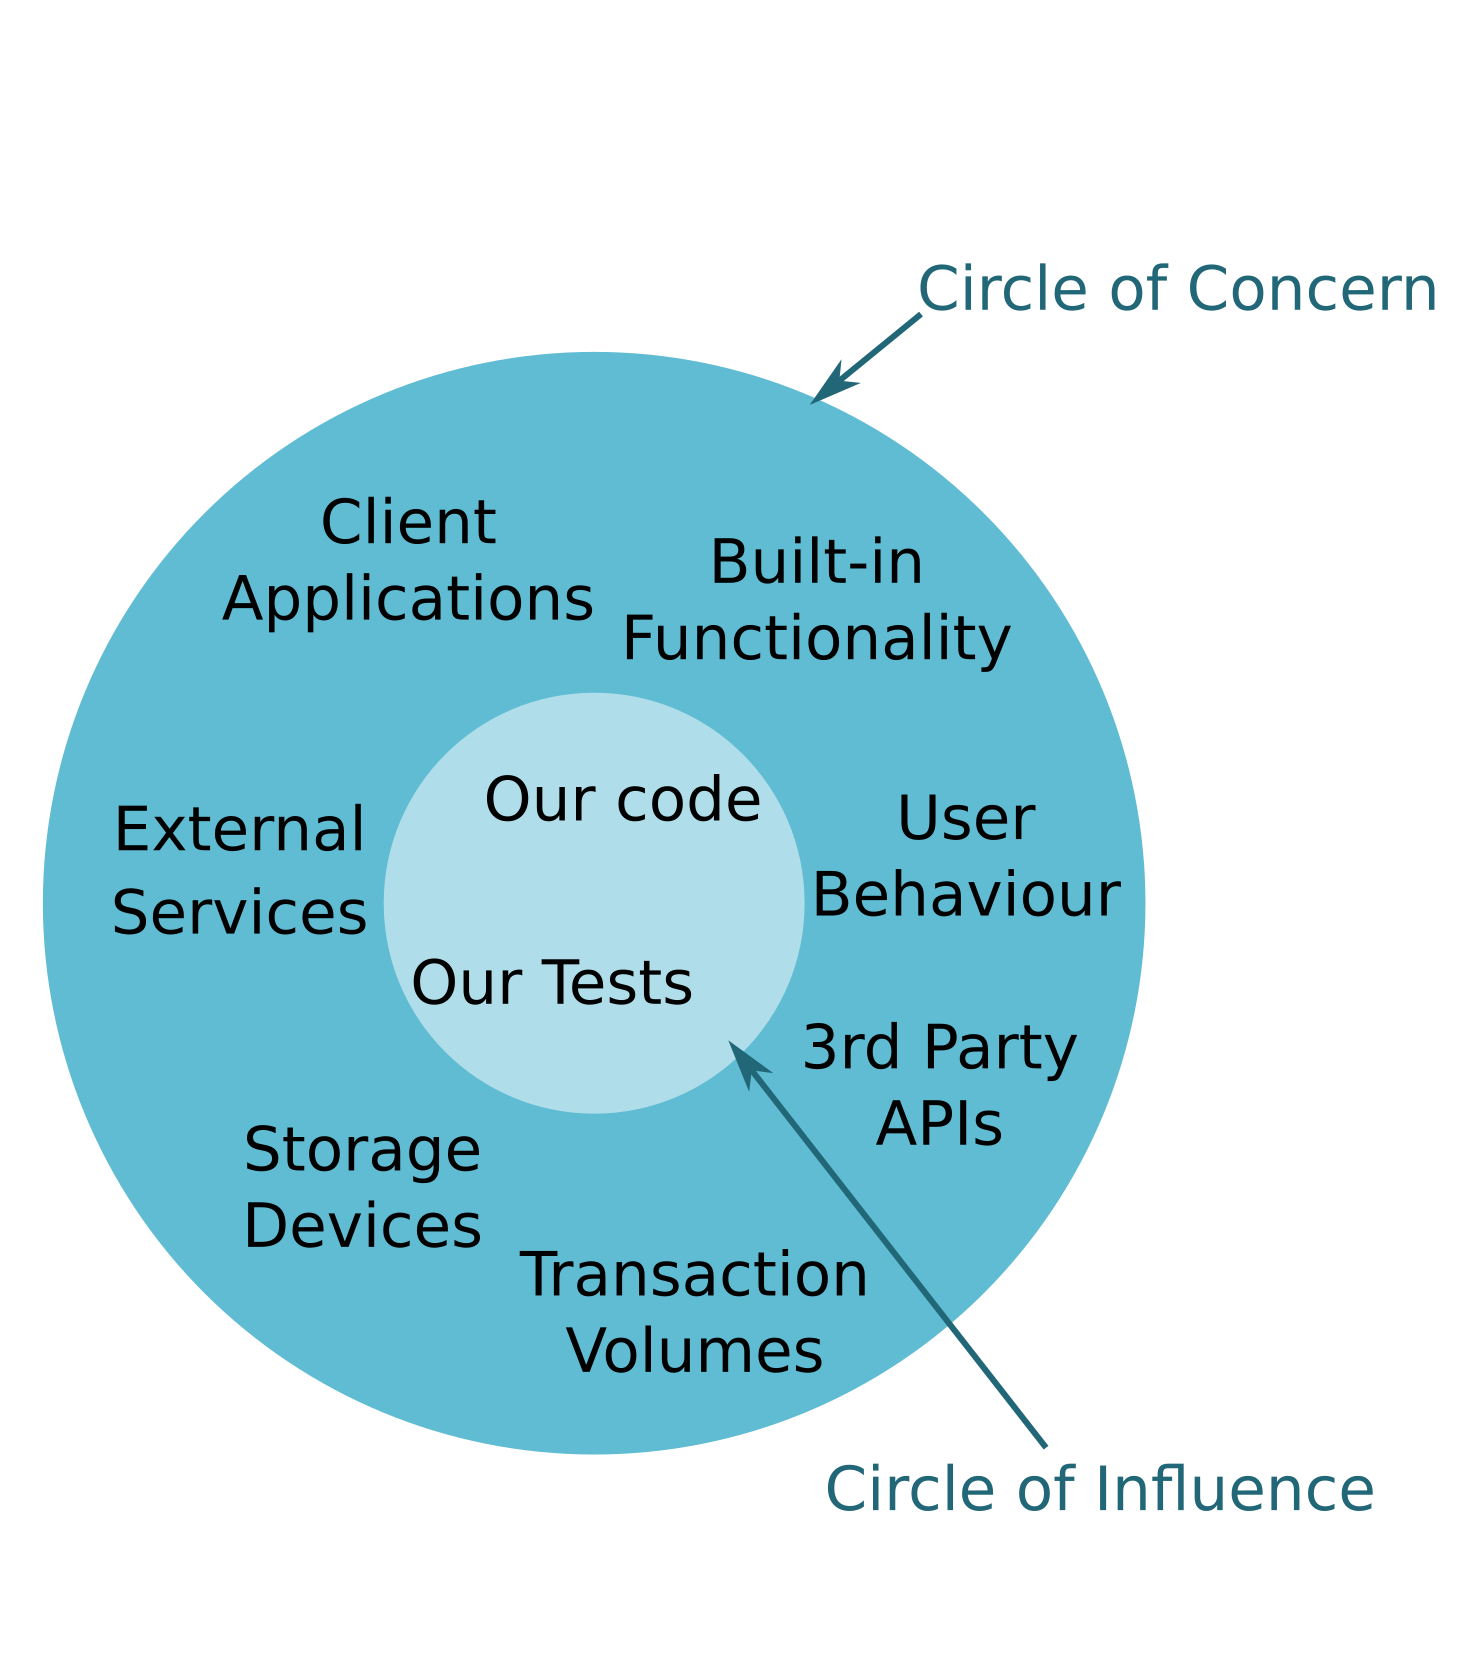 Circle of Concern
Client
Applications
Built-in
Functionality
Our code
External
Services
User
Behaviour
Our Tests
3rd Party
APIs
Storage
Devices
Transaction
Volumes
Circle of Influence